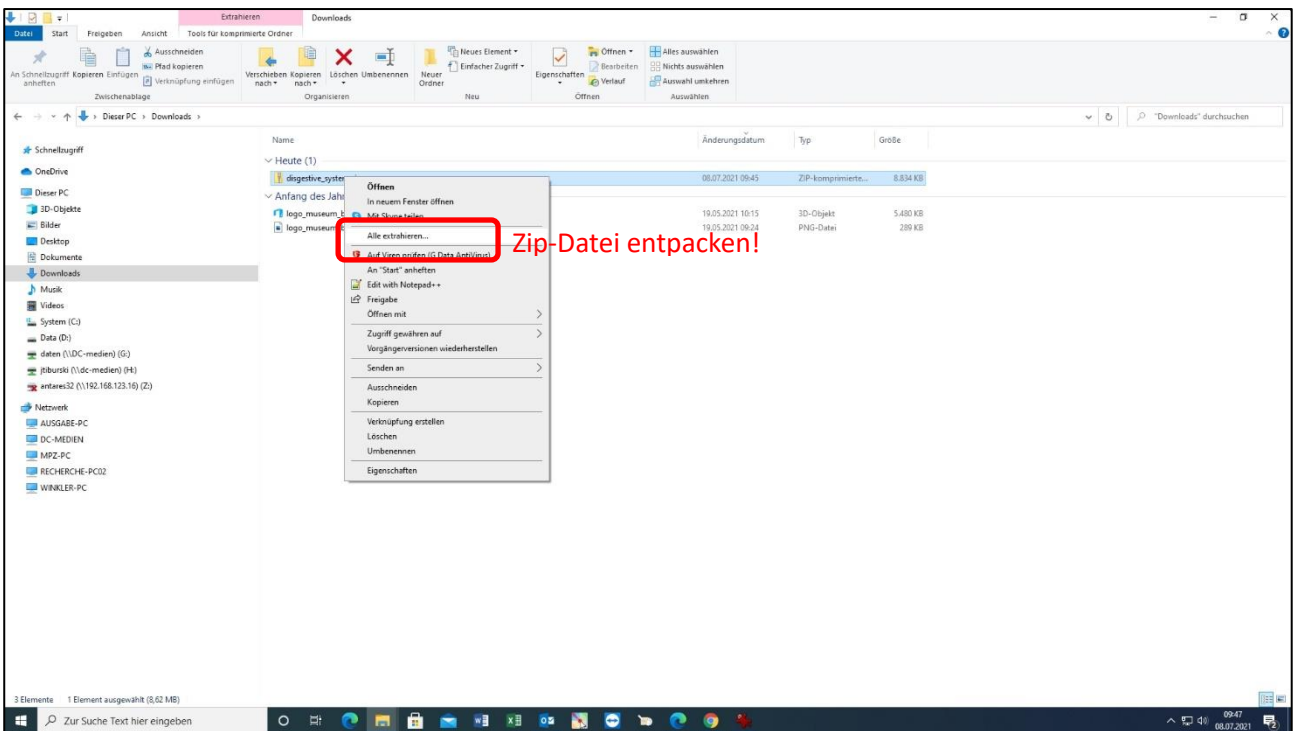 Extrahieren Downloads
Datei Start Freigeben Ansicht Tools für komprimierte Ordner
An Schnellzugriff anheften
Kopieren
Einfügen
Ausschneiden
Pfad kopieren
Verknüpfung einfügen
Zwischenablage
Verschieben nach
Kopieren nach
Löschen
Umbenennen
Organisieren
Neuer Ordner
Neues Element
Einfacher Zugriff
Neu
Eigenschaften
Öffnen
Bearbeiten
Verlauf
Öffnen
Alles auswählen
Nichts auswählen
Auswahl umkehren
Auswählen
Dieser PC > Downloads >
"Downloads" durchsuchen
Schnellzugriff
OneDrive
Dieser PC
3D-Objekte
Bilder
Desktop
Dokumente
Downloads
Musik
Videos
System (C:)
Data (D:)
daten (\\DC-medien) (G:)
jtiburski (\\dc-medien) (H:)
antares32 (\\192.168.123.16) (Z:)
Netzwerk
AUSGABE-PC
DC-MEDIEN
MPZ-PC
RECHERCHE-PC02
WINKLER-PC
Name Änderungsdatum Typ Größe
Heute (1)
disgestive_system 08.07.2021 09:45 ZIP-komprimierte... 8.834 KB
Anfang des Jahr
logo_museum_b 19.05.2021 10:15 3D-Objekt 5.480 KB
logo_museum_b 19.05.2021 09:24 PNG-Datei 289 KB
Öffnen
In neuem Fenster öffnen
Mit Skype teilen
Alle extrahieren...
Auf Viren prüfen (G Data AntiVirus)
An "Start" anheften
Edit with Notepad++
Freigabe
Öffnen mit
Zugriff gewähren auf
Vorgängerversionen wiederherstellen
Senden an
Ausschneiden
Kopieren
Verknüpfung erstellen
Löschen
Umbenennen
Eigenschaften
Zip-Datei entpacken!
3 Elemente 1 Element ausgewählt (8,62 MB)
Zur Suche Text hier eingeben
09:47
08.07.2021